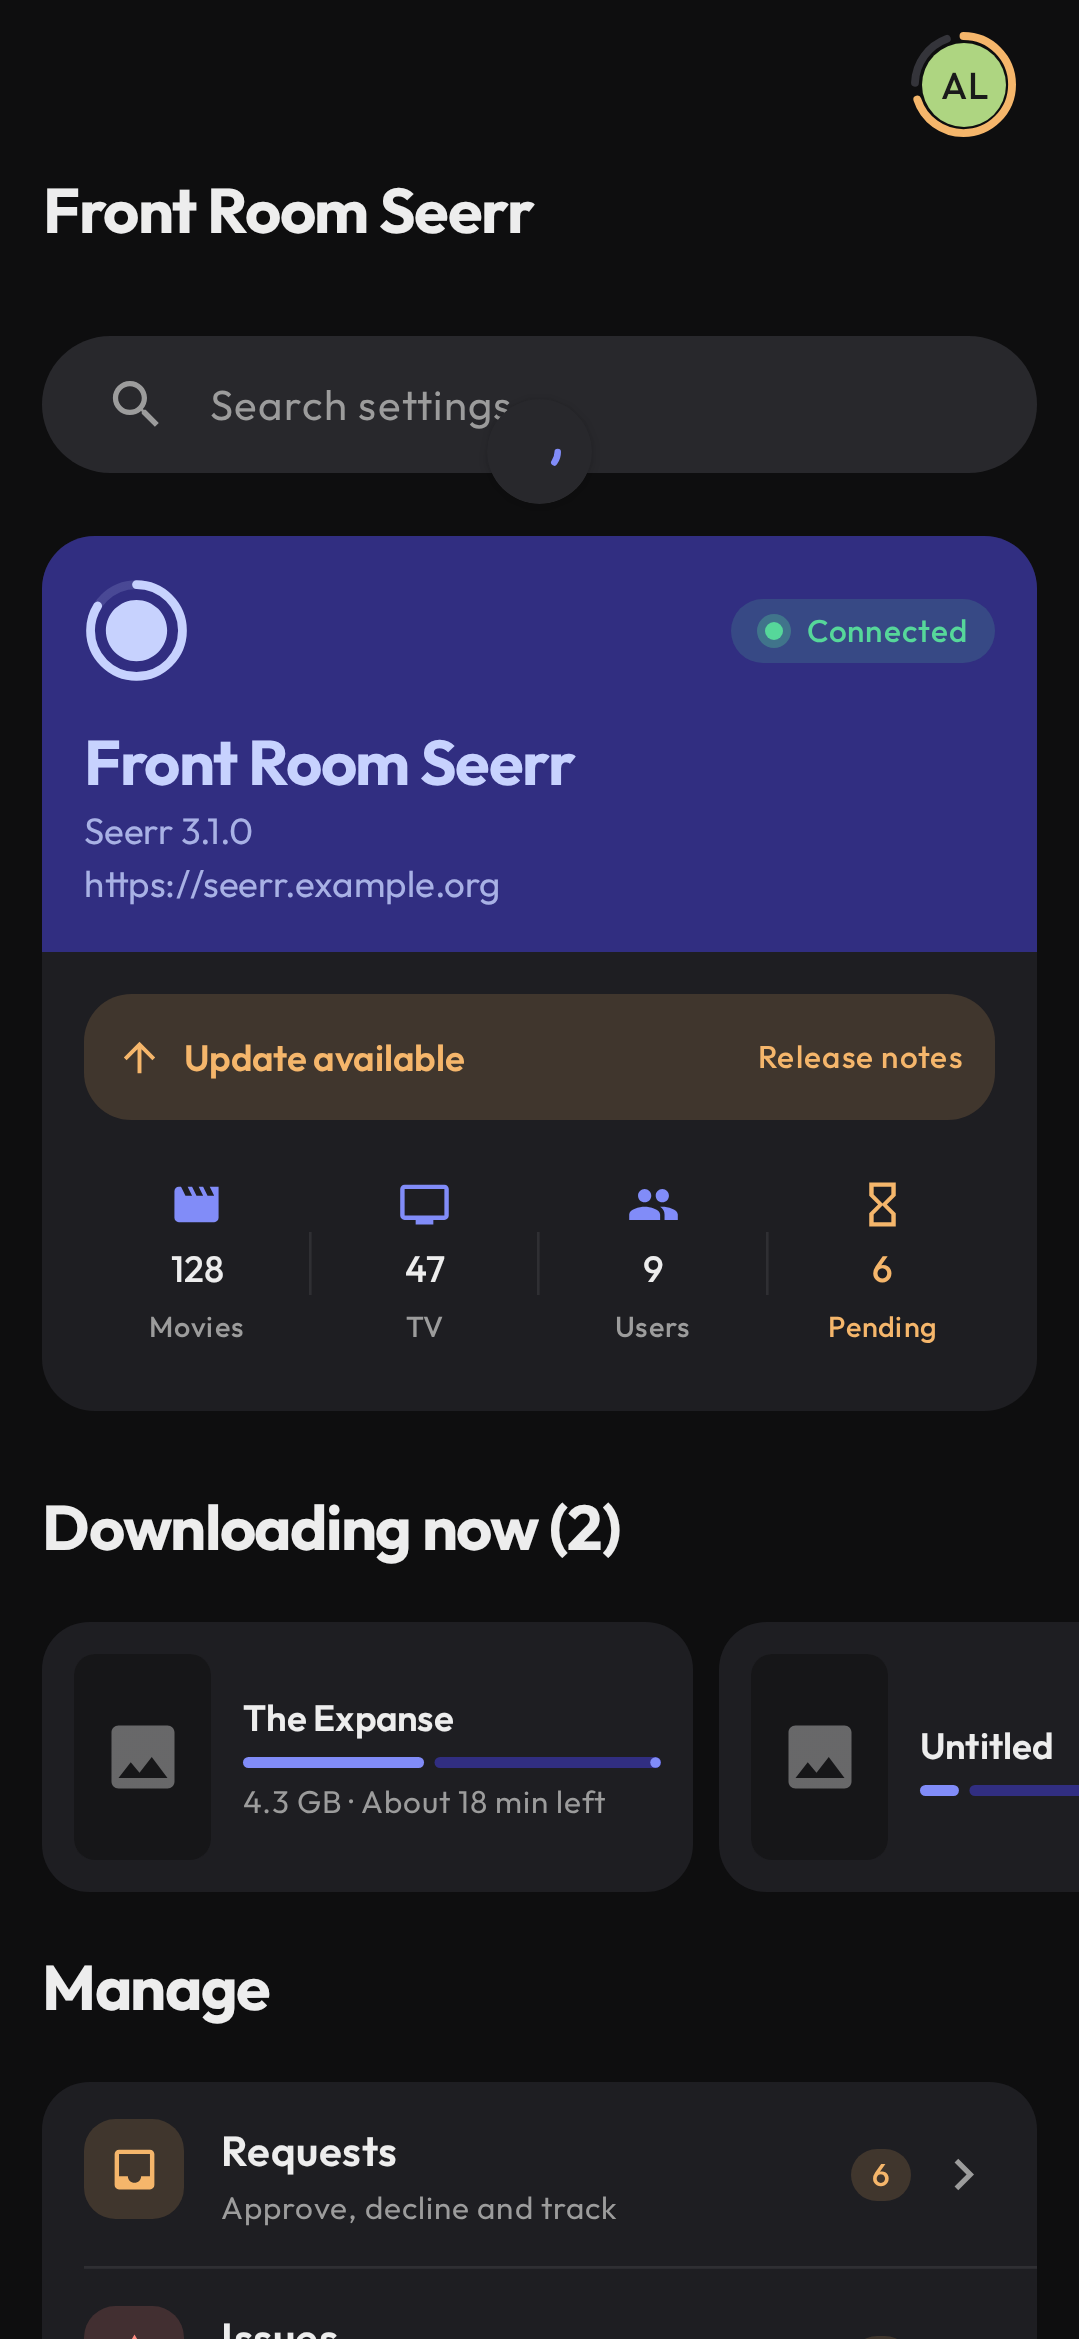 AL
Front Room Seerr
Search settings
Connected
Front Room Seerr
Seerr 3.1.0
https://seerr.example.org
Update available
Release notes
128
47
9
6
Movies
TV
Users
Pending
Downloading now (2)
The Expanse
4.3 GB · About 18 min left
Untitled
Manage
Requests
Approve, decline and track
6
Issues